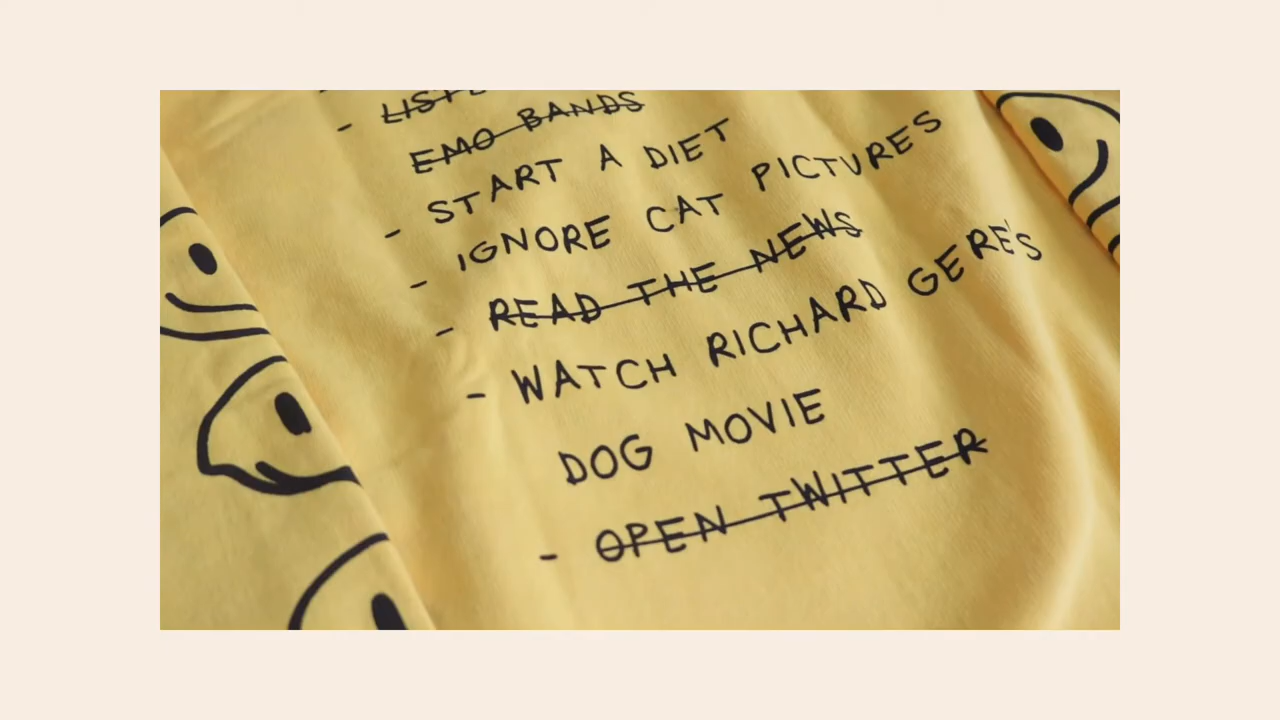 EMO BANDS
- START A DIET
- IGNORE CAT PICTURES
- READ THE NEWS
- WATCH RICHARD GERE'S
DOG MOVIE
- OPEN TWITTER